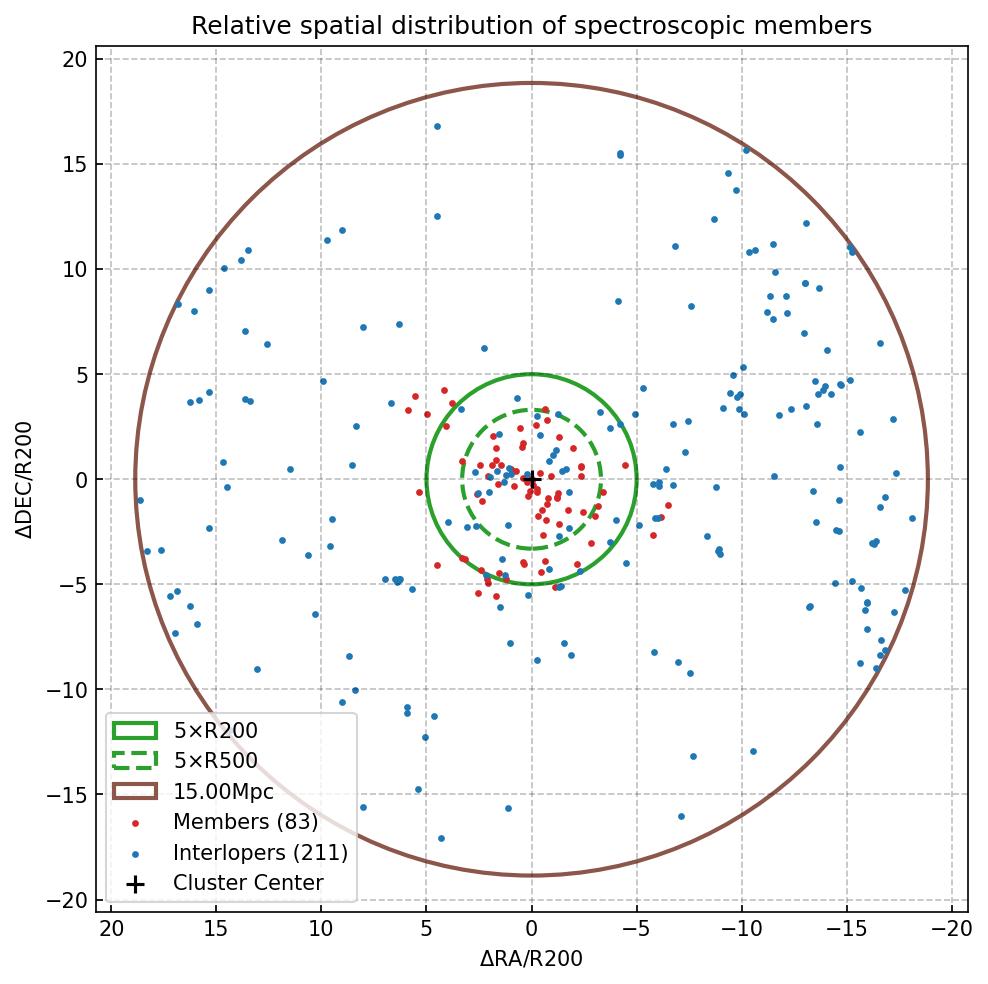 Relative spatial distribution of spectroscopic members
20
15
10
5
0
−5
−10
−15
−20
ΔDEC/R200
5×R200
5×R500
15.00Mpc
Members (83)
Interlopers (211)
Cluster Center
20 15 10 5 0 −5 −10 −15 −20
ΔRA/R200